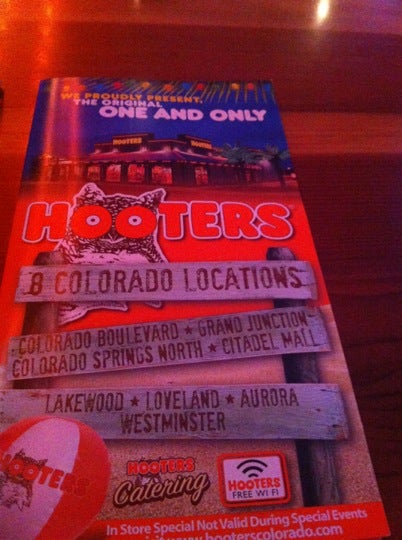 WE PROUDLY PRESENT,
THE ORIGINAL
ONE AND ONLY
HOOTERS
HOOTERS
HOOTERS
8 COLORADO LOCATIONS
COLORADO BOULEVARD ★ GRAND JUNCTION
COLORADO SPRINGS NORTH ★ CITADEL MALL
LAKEWOOD ★ LOVELAND ★ AURORA
WESTMINSTER
HOOTERS
HOOTERS
Catering
HOOTERS
FREE WI FI
In Store Special Not Valid During Special Events
www.hooterscolorado.com